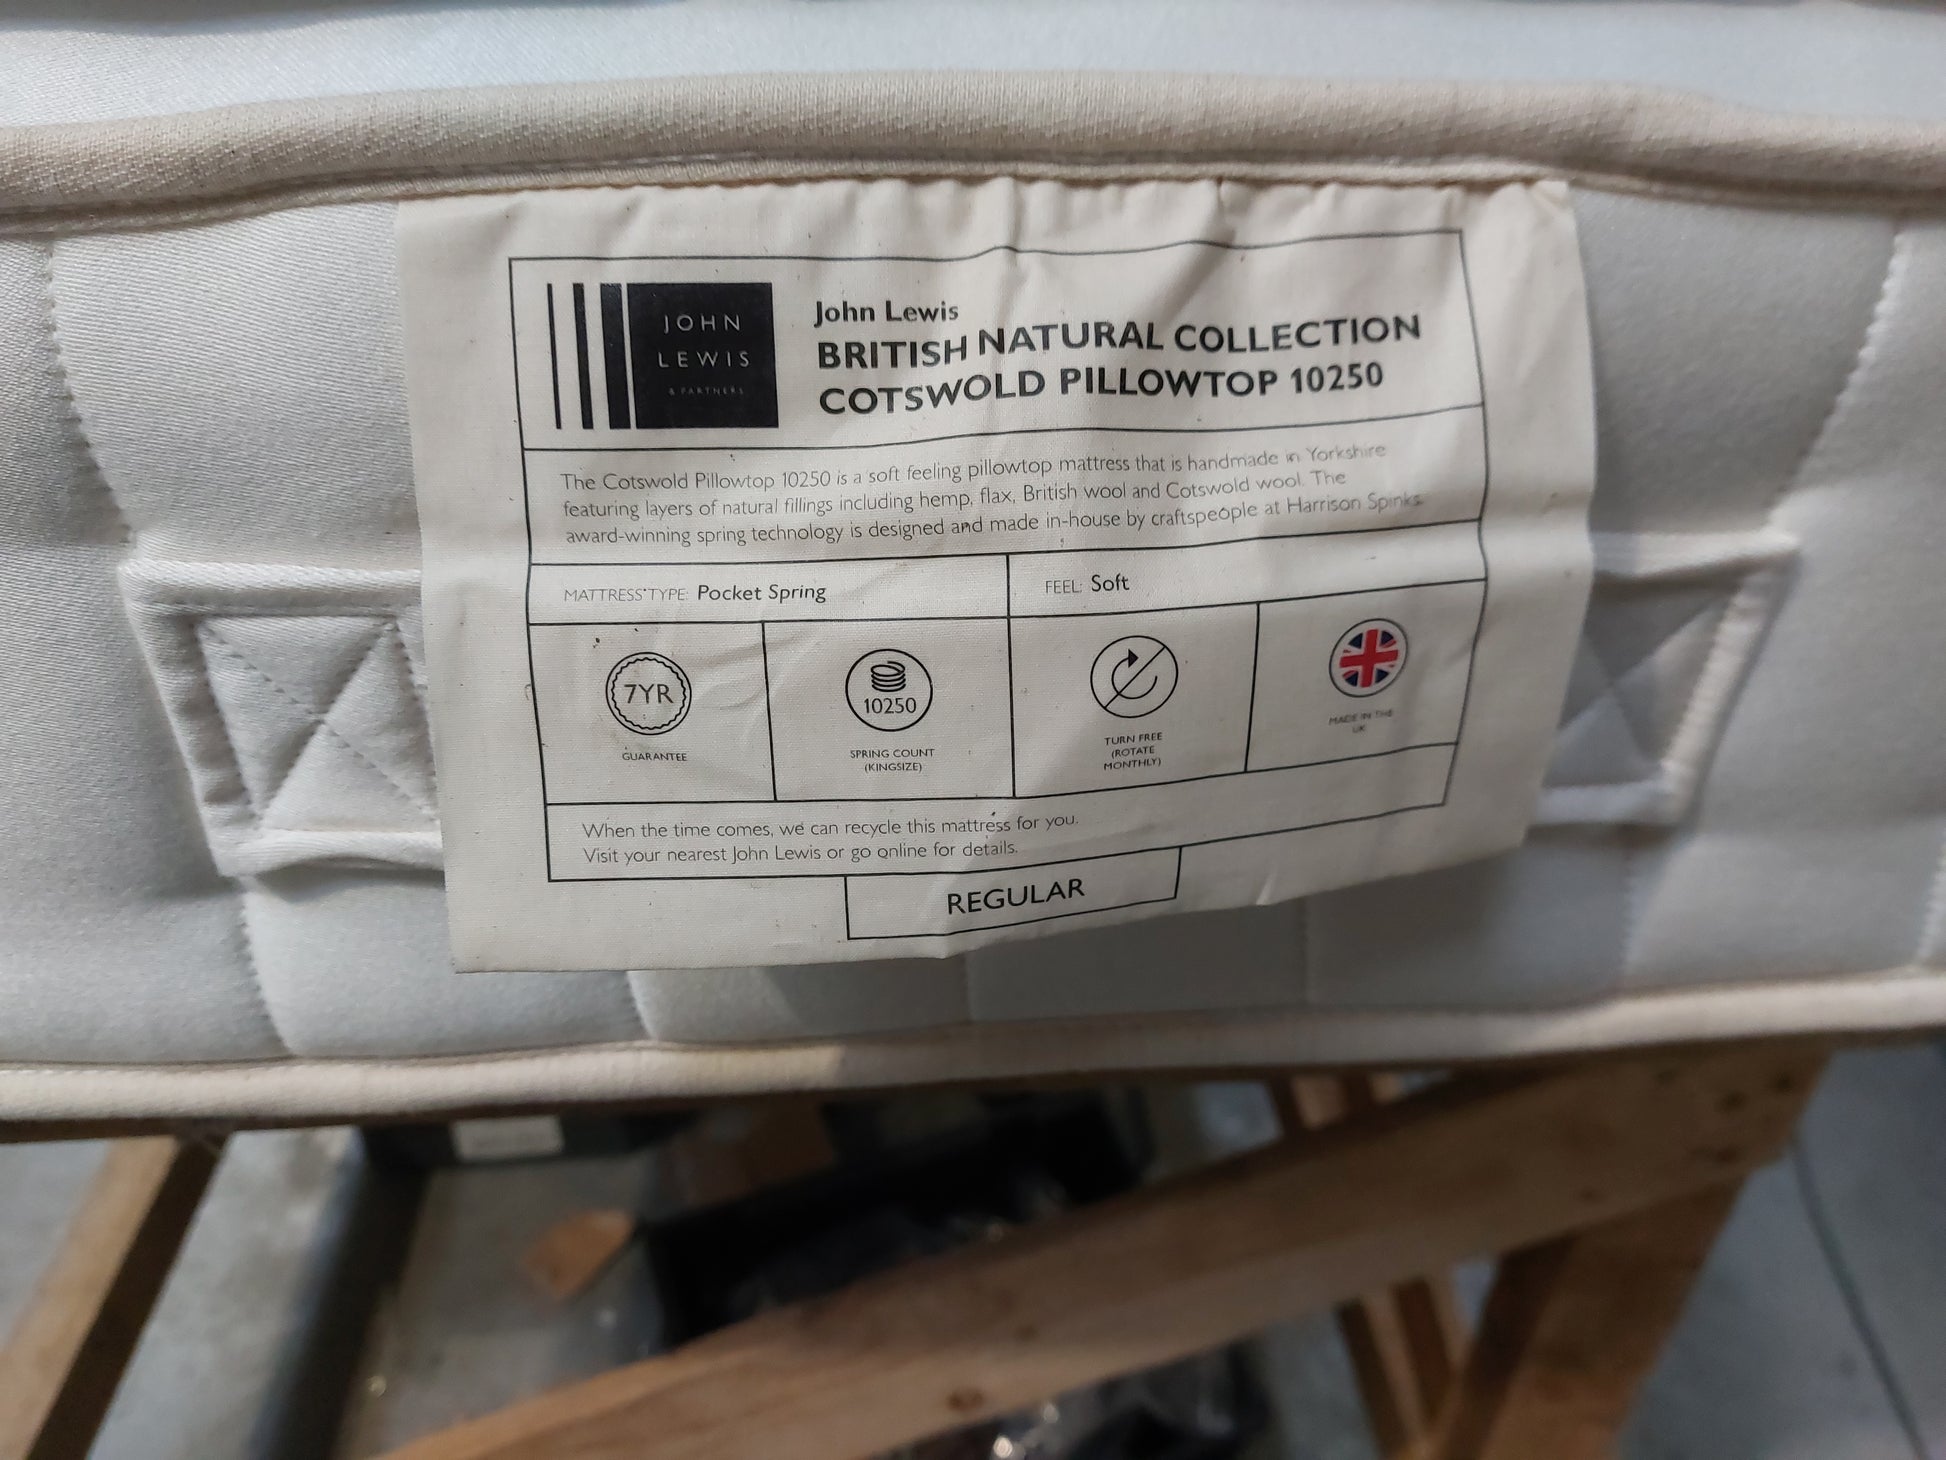 JOHN
LEWIS
& PARTNERS
John Lewis
BRITISH NATURAL COLLECTION
COTSWOLD PILLOWTOP 10250
The Cotswold Pillowtop 10250 is a soft feeling pillowtop mattress that is handmade in Yorkshire
featuring layers of natural fillings including hemp, flax, British wool and Cotswold wool. The
award-winning spring technology is designed and made in-house by craftspeople at Harrison Spinks.
MATTRESS TYPE: Pocket Spring
FEEL: Soft
7YR
GUARANTEE
10250
SPRING COUNT
(KINGSIZE)
TURN FREE
(ROTATE
MONTHLY)
MADE IN THE
UK
When the time comes, we can recycle this mattress for you.
Visit your nearest John Lewis or go online for details.
REGULAR